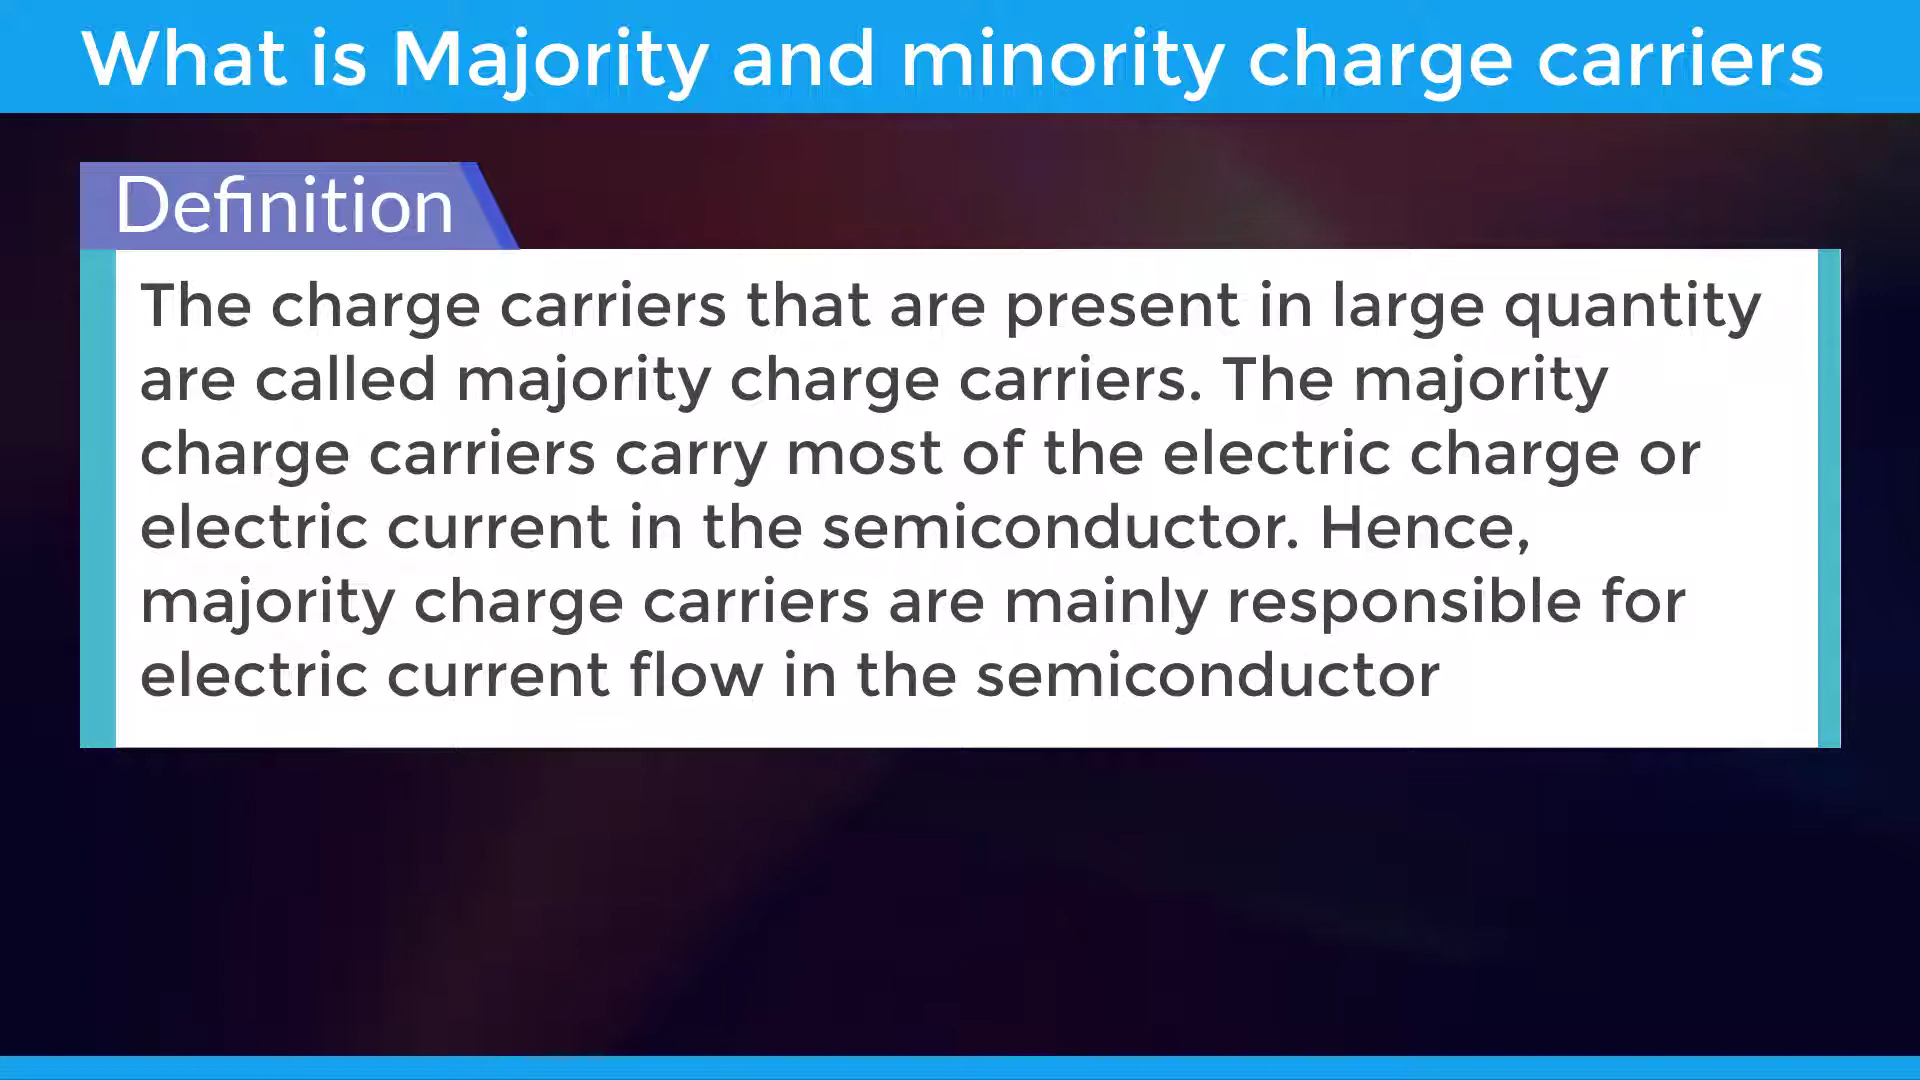 What is Majority and minority charge carriers
Definition
The charge carriers that are present in large quantity
are called majority charge carriers. The majority
charge carriers carry most of the electric charge or
electric current in the semiconductor. Hence,
majority charge carriers are mainly responsible for
electric current flow in the semiconductor